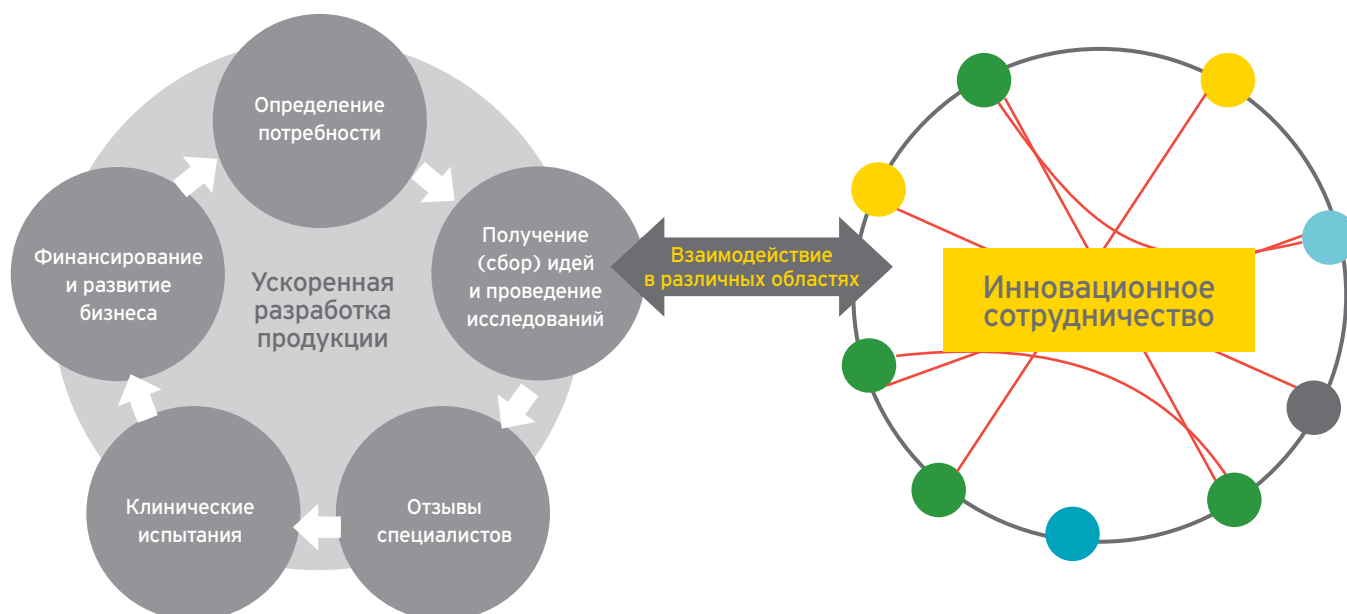 Определение
потребности
Получение
(сбор) идей
и проведение
исследований
Отзывы
специалистов
Клинические
испытания
Финансирование
и развитие
бизнеса
Ускоренная
разработка
продукции
Взаимодействие
в различных областях
Инновационное
сотрудничество